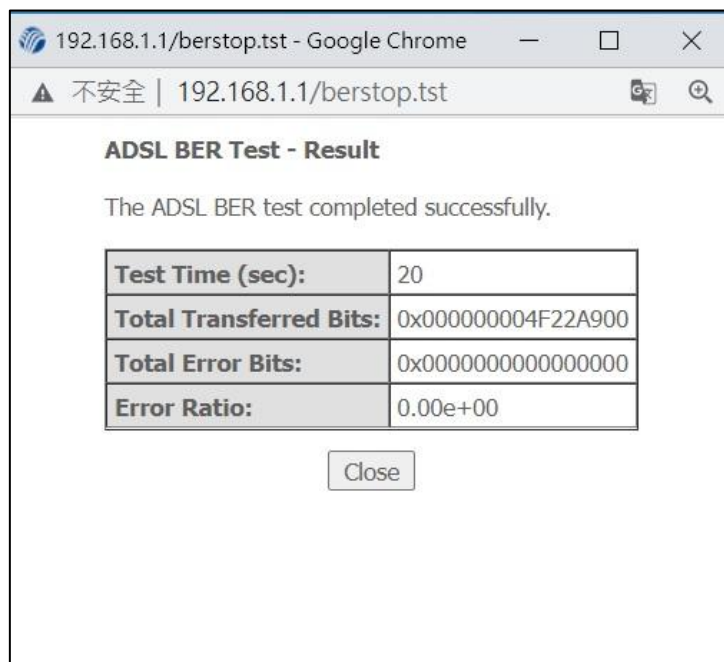 192.168.1.1/berstop.tst - Google Chrome
不安全 | 192.168.1.1/berstop.tst
ADSL BER Test - Result
The ADSL BER test completed successfully.
Test Time (sec): 20
Total Transferred Bits: 0x000000004F22A900
Total Error Bits: 0x0000000000000000
Error Ratio: 0.00e+00
Close